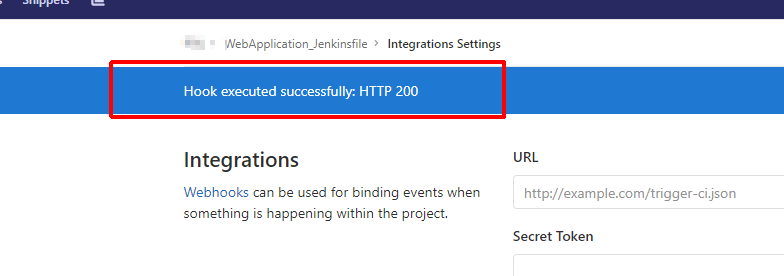 Snippets
WebApplication_Jenkinsfile > Integrations Settings
Hook executed successfully: HTTP 200
Integrations
Webhooks can be used for binding events when
something is happening within the project.
URL
http://example.com/trigger-ci.json
Secret Token